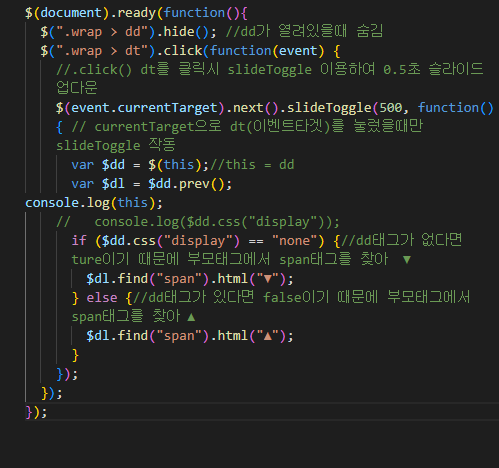 $(document).ready(function(){
$(".wrap > dd").hide(); //dd가 열려있을때 숨김
$(".wrap > dt").click(function(event) {
//.click() dt를 클릭시 slideToggle 이용하여 0.5초 슬라이드
업다운
$(event.currentTarget).next().slideToggle(500, function()
{ // currentTarget으로 dt(이벤트타겟)를 눌렀을때만
slideToggle 작동
var $dd = $(this);//this = dd
var $dl = $dd.prev();
console.log(this);
//   console.log($dd.css("display"));
if ($dd.css("display") == "none") {//dd태그가 없다면
ture이기 때문에 부모태그에서 span태그를 찾아  ▼
$dl.find("span").html("▼");
} else {//dd태그가 있다면 false이기 때문에 부모태그에서
span태그를 찾아 ▲
$dl.find("span").html("▲");
}
});
});
});